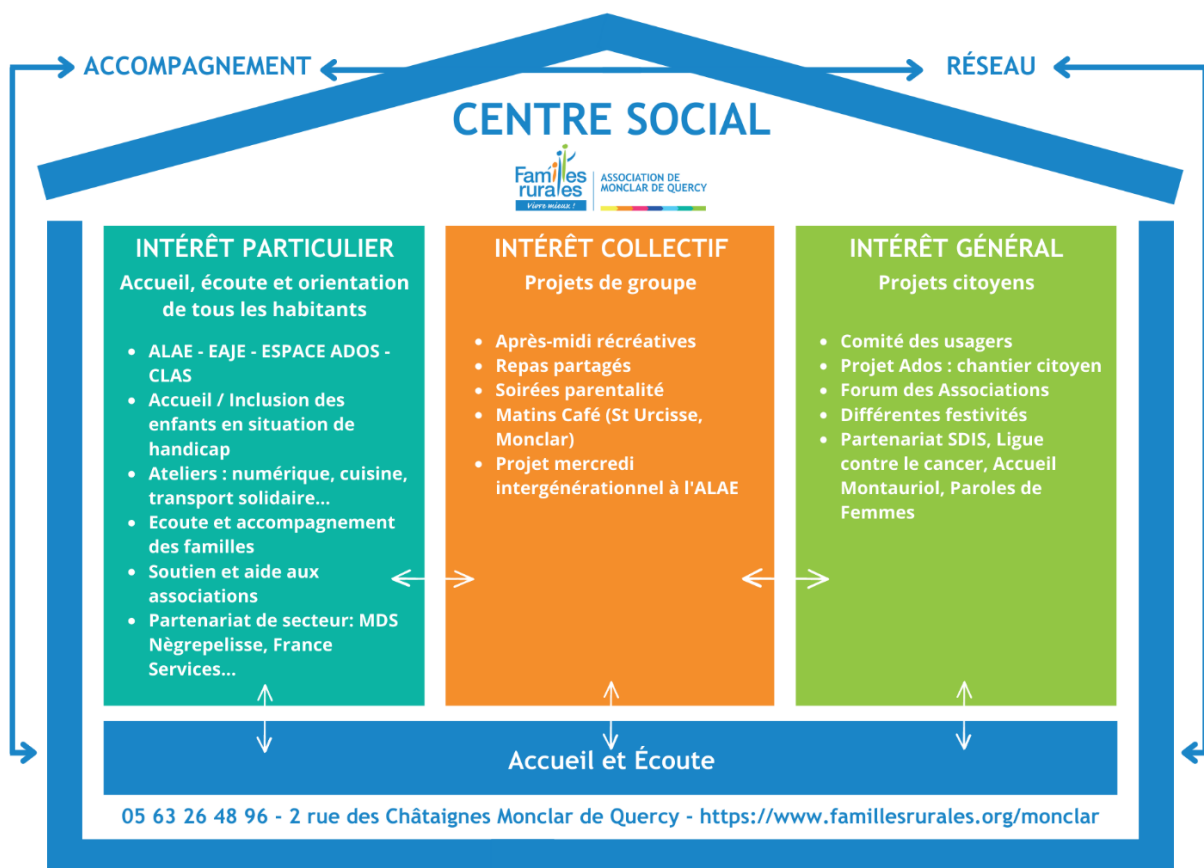 ACCOMPAGNEMENT
RÉSEAU
CENTRE SOCIAL
Familles
rurales
Vivre mieux !
ASSOCIATION DE
MONCLAR DE QUERCY
INTÉRÊT PARTICULIER
Accueil, écoute et orientation
de tous les habitants
• ALAE - EAJE - ESPACE ADOS -
CLAS
• Accueil / Inclusion des
enfants en situation de
handicap
• Ateliers : numérique, cuisine,
transport solidaire...
• Ecoute et accompagnement
des familles
• Soutien et aide aux
associations
• Partenariat de secteur: MDS
Nègrepelisse, France
Services...
INTÉRÊT COLLECTIF
Projets de groupe
• Après-midi récréatives
• Repas partagés
• Soirées parentalité
• Matins Café (St Urcisse,
Monclar)
• Projet mercredi
intergénérationnel à l'ALAE
INTÉRÊT GÉNÉRAL
Projets citoyens
• Comité des usagers
• Projet Ados : chantier citoyen
• Forum des Associations
• Différentes festivités
• Partenariat SDIS, Ligue
contre le cancer, Accueil
Montauriol, Paroles de
Femmes
Accueil et Écoute
05 63 26 48 96 - 2 rue des Châtaignes Monclar de Quercy - https://www.famillesrurales.org/monclar